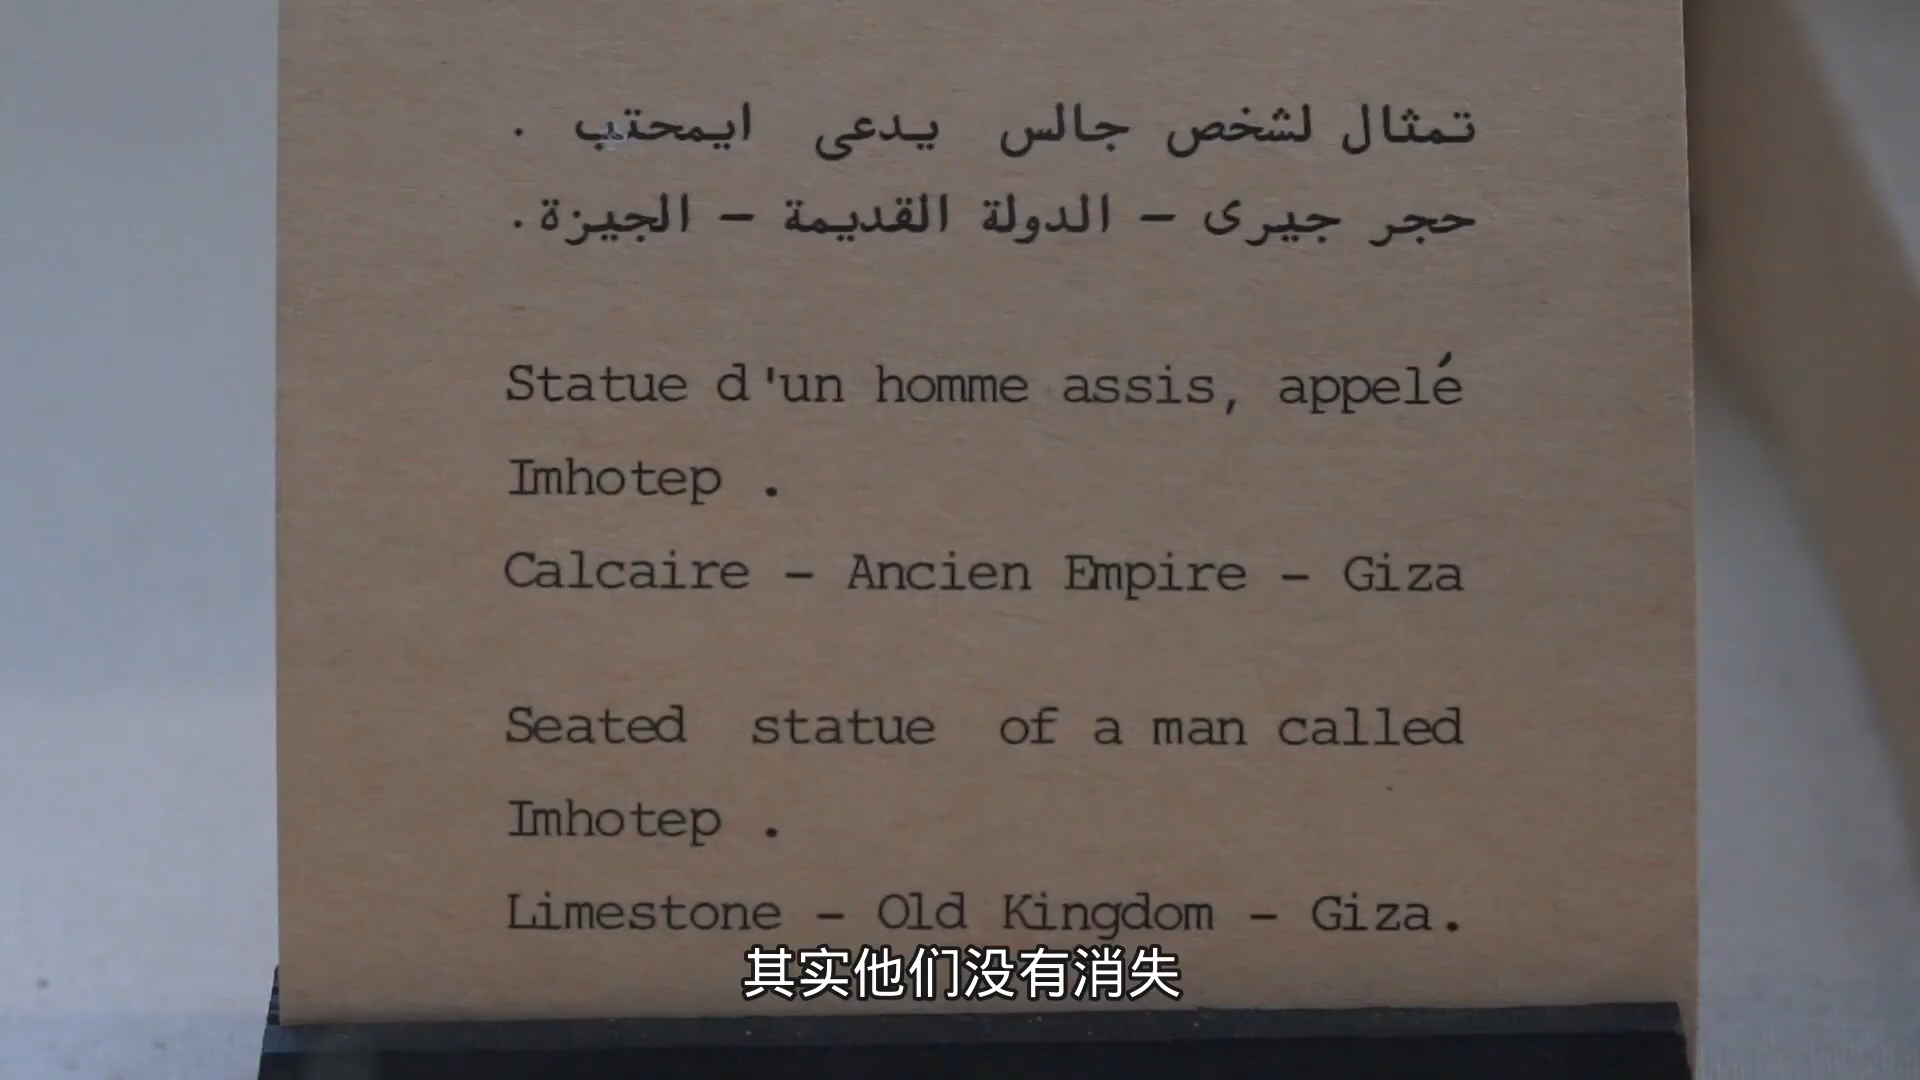 تمثال لشخص جالس يدعى ايمحتب .
حجر جيرى – الدولة القديمة – الجيزة .
Statue d'un homme assis, appelé
Imhotep .
Calcaire – Ancien Empire – Giza
Seated statue of a man called
Imhotep .
Limestone – Old Kingdom – Giza.
其实他们没有消失